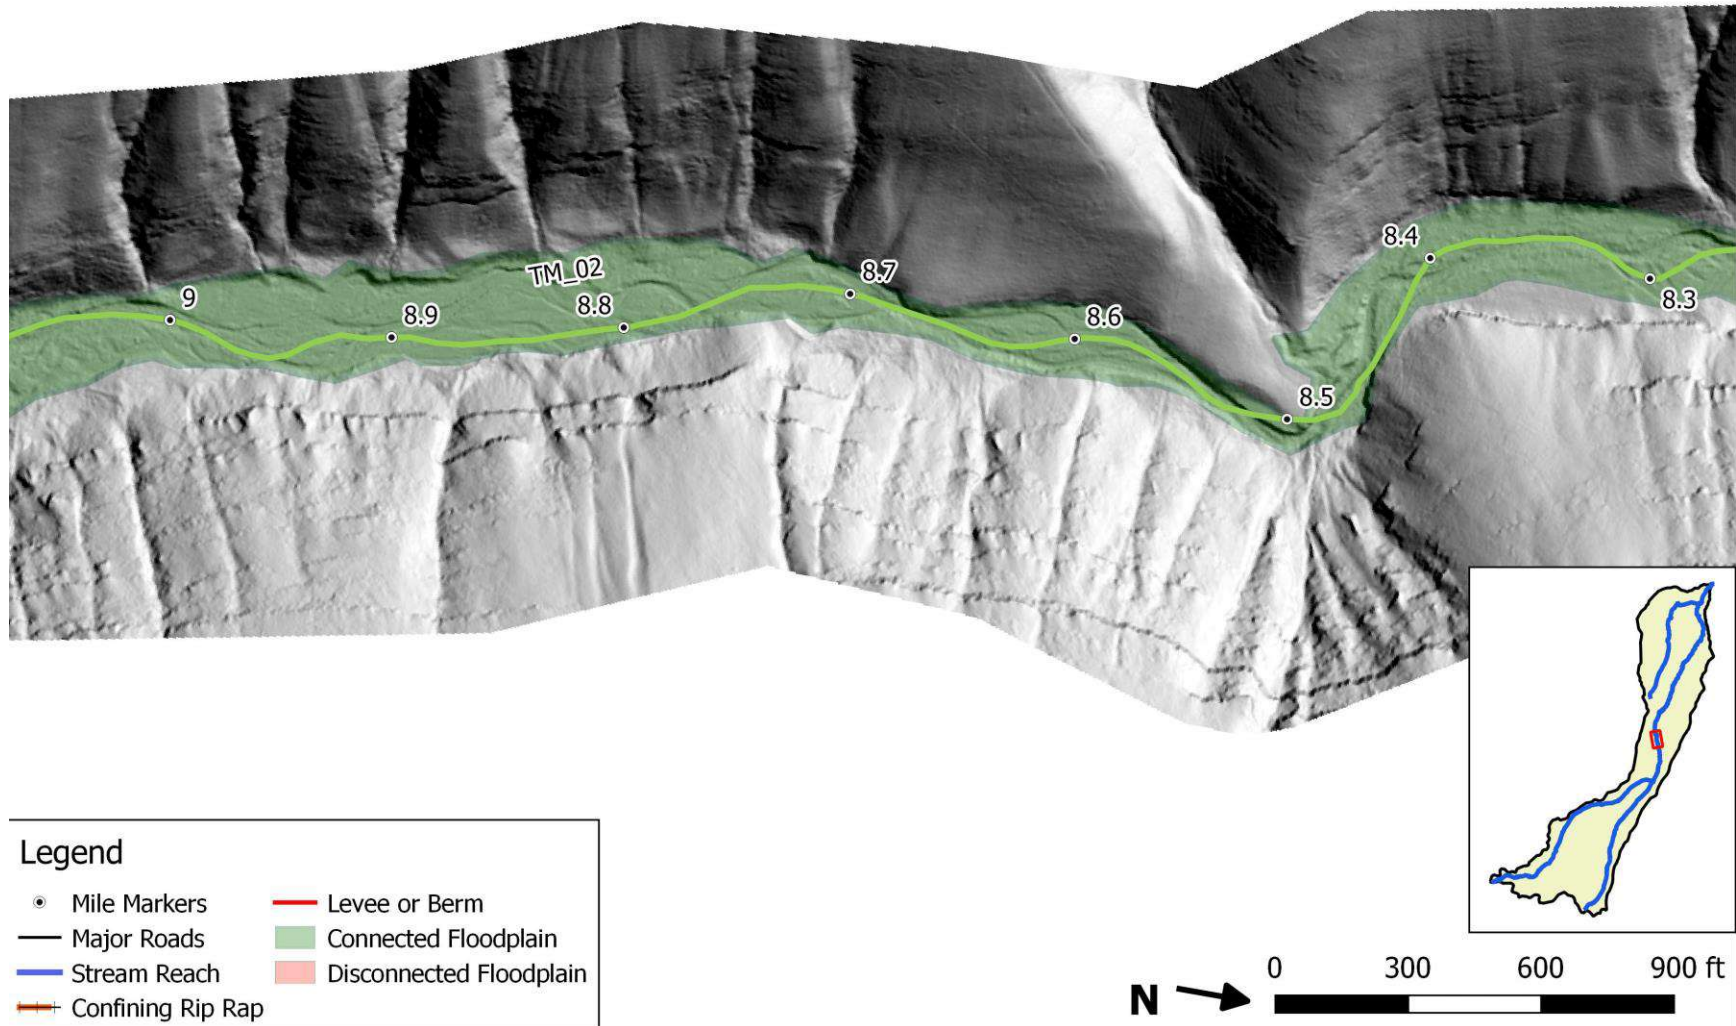 8.4
TM_02
8.7
9
8.3
8.8
8.9
8.6
8.5
Legend
Mile Markers
Levee or Berm
Major Roads
Connected Floodplain
Stream Reach
Disconnected Floodplain
Confining Rip Rap
0 300 600 900 ft
N